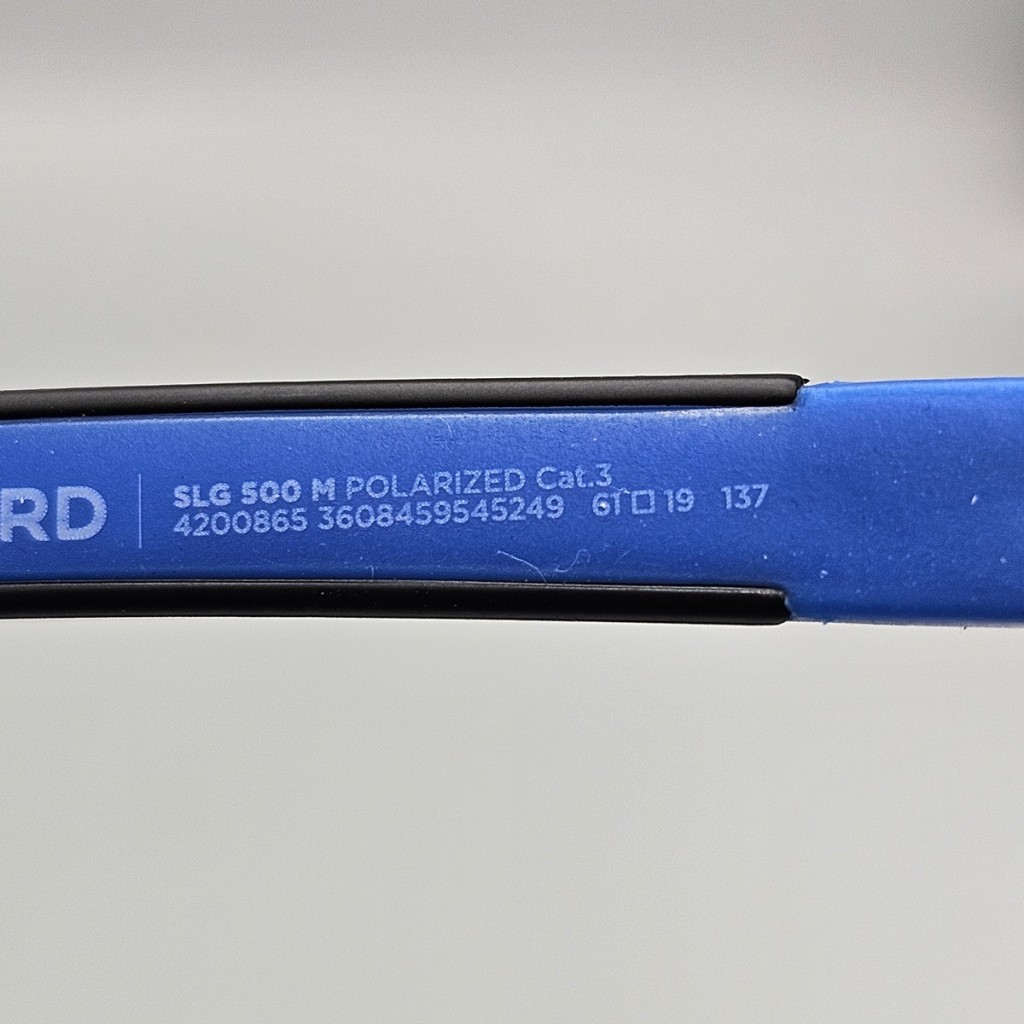 RD
SLG 500 M POLARIZED Cat.3
4200865 3608459545249 61□19 137